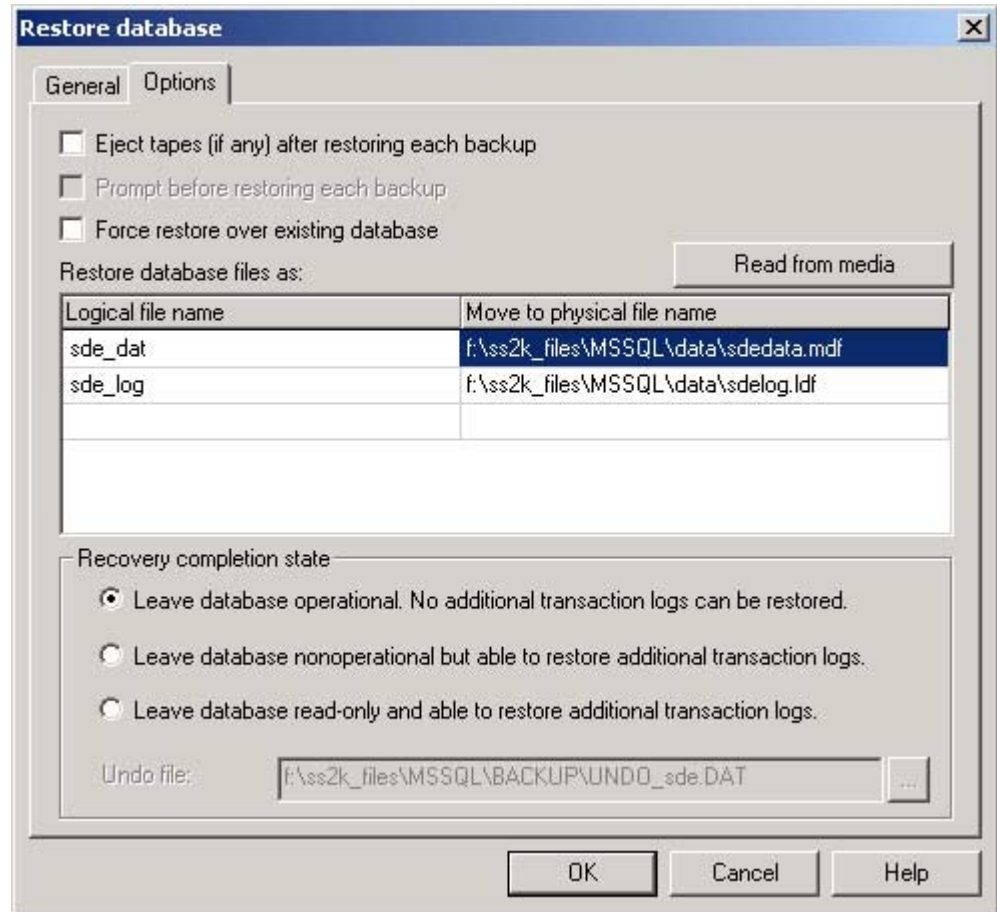 Restore database
General Options
Eject tapes (if any) after restoring each backup
Prompt before restoring each backup
Force restore over existing database
Restore database files as:
Read from media
Logical file name Move to physical file name
sde_dat f:\ss2k_files\MSSQL\data\sdedata.mdf
sde_log f:\ss2k_files\MSSQL\data\sdelog.ldf
Recovery completion state
Leave database operational. No additional transaction logs can be restored.
Leave database nonoperational but able to restore additional transaction logs.
Leave database read-only and able to restore additional transaction logs.
Undo file: f:\ss2k_files\MSSQL\BACKUP\UNDO_sde.DAT ...
OK Cancel Help